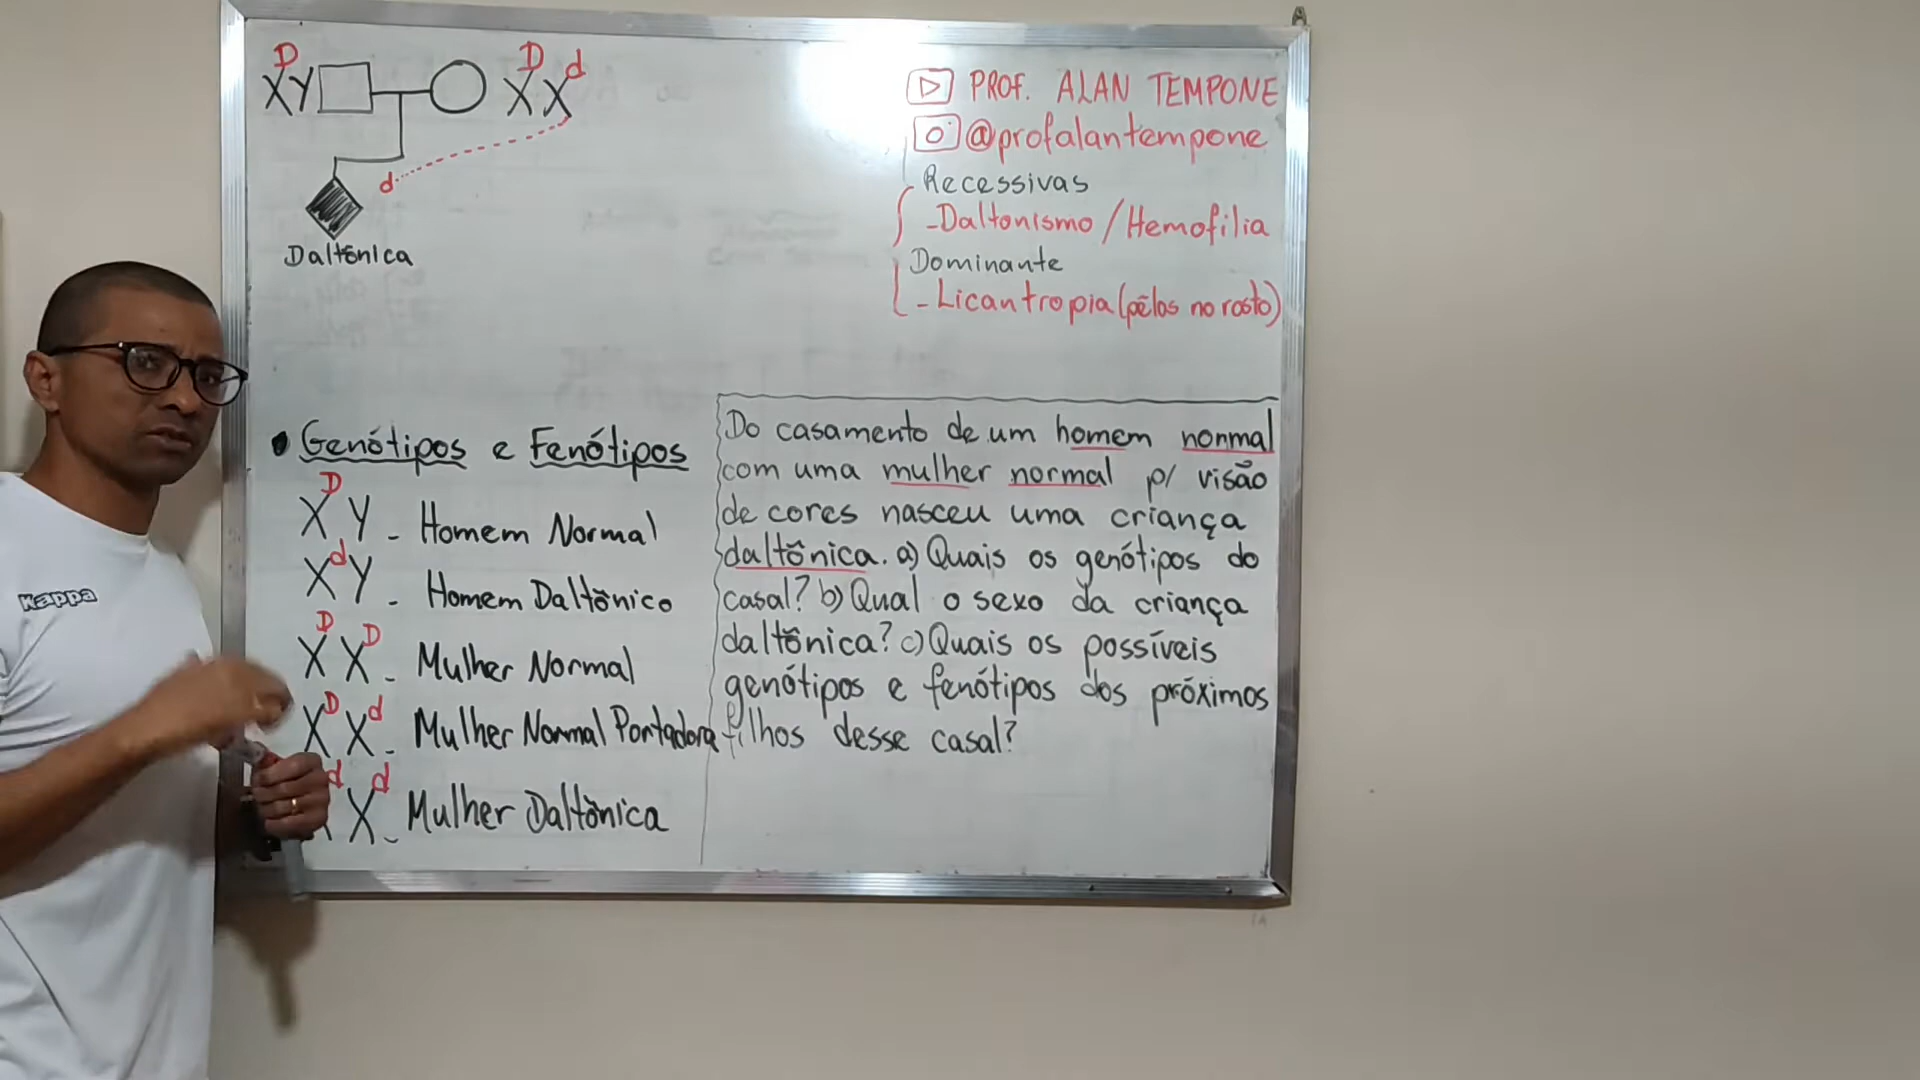 X^D Y X^D X^d
d
Daltônica
PROF. ALAN TEMPONE
@profalantempone
Recessivas
-Daltonismo/Hemofilia
Dominante
-Licantropia (pêlos no rosto)
• Genótipos e Fenótipos
X^D Y - Homem Normal
X^d Y - Homem Daltônico
X^D X^D - Mulher Normal
X^D X^d - Mulher Normal Portadora
X^d X^d - Mulher Daltônica
Do casamento de um homem normal
com uma mulher normal p/ visão
de cores nasceu uma criança
daltônica. a) Quais os genótipos do
casal? b) Qual o sexo da criança
daltônica? c) Quais os possíveis
genótipos e fenótipos dos próximos
filhos desse casal?
Kappa